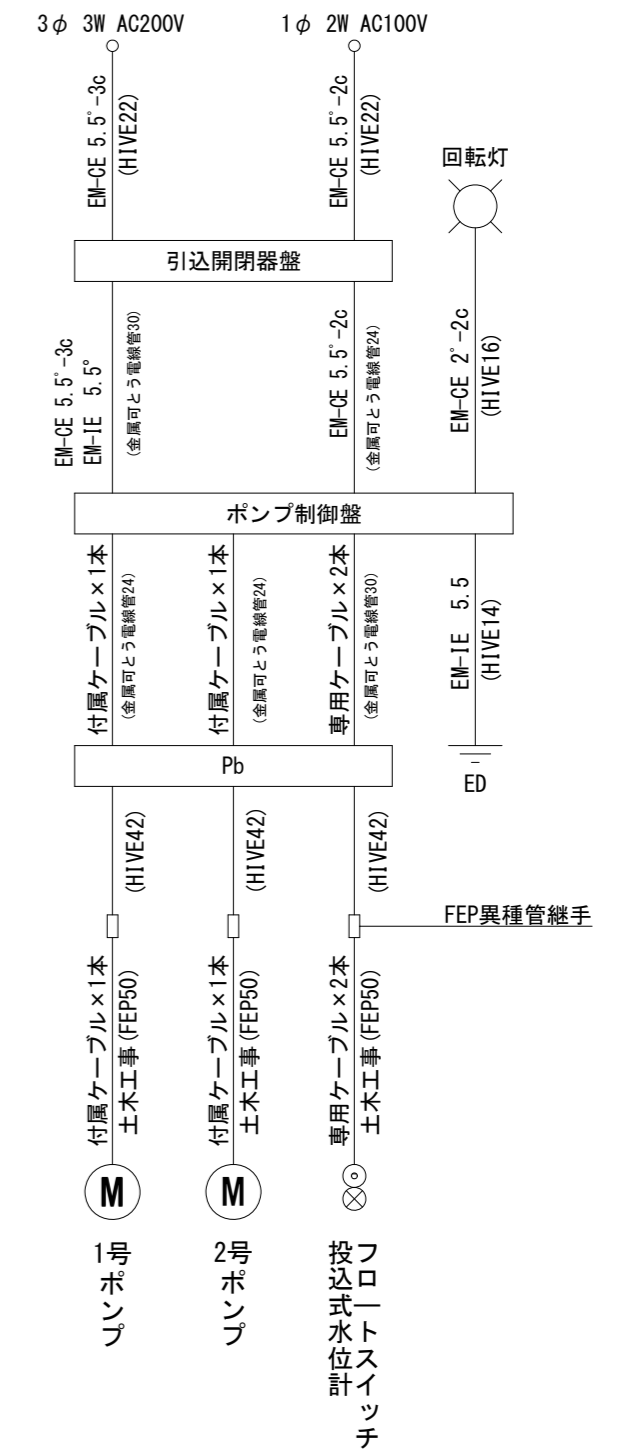 3φ 3W AC200V
1φ 2W AC100V
EM-CE 5.5°-3c
(HIVE22)
EM-CE 5.5°-2c
(HIVE22)
回転灯
引込開閉器盤
EM-CE 5.5°-3c
EM-IE 5.5°
(金属可とう電線管30)
EM-CE 5.5°-2c
(金属可とう電線管24)
EM-CE 2°-2c
(HIVE16)
ポンプ制御盤
付属ケーブル×1本
(金属可とう電線管24)
付属ケーブル×1本
(金属可とう電線管24)
専用ケーブル×2本
(金属可とう電線管30)
EM-IE 5.5
(HIVE14)
Pb
ED
(HIVE42)
(HIVE42)
(HIVE42)
FEP異種管継手
付属ケーブル×1本
土木工事(FEP50)
付属ケーブル×1本
土木工事(FEP50)
専用ケーブル×2本
土木工事(FEP50)
M
M
1号ポンプ
2号ポンプ
フロートスイッチ
投込式水位計